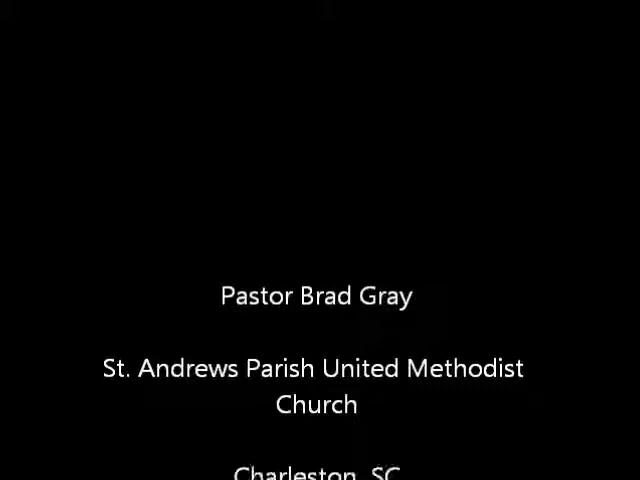 Pastor Brad Gray
St. Andrews Parish United Methodist
Church
Charleston, SC